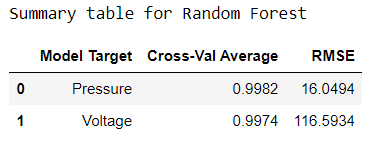 Summary table for Random Forest
Model Target Cross-Val Average RMSE
0 Pressure 0.9982 16.0494
1 Voltage 0.9974 116.5934